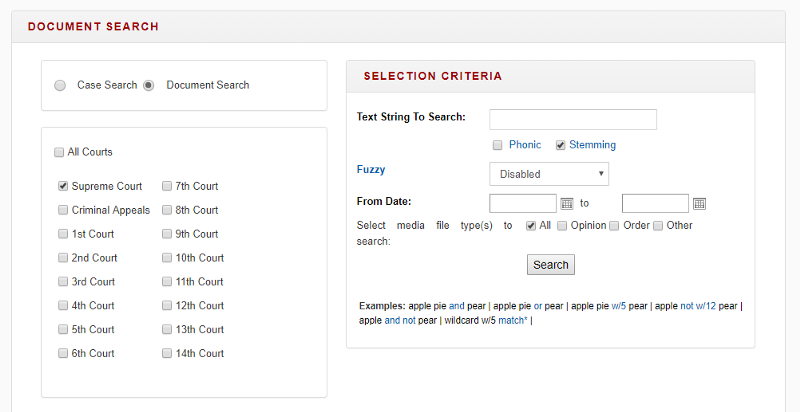 DOCUMENT SEARCH
Case Search Document Search
All Courts
Supreme Court 7th Court
Criminal Appeals 8th Court
1st Court 9th Court
2nd Court 10th Court
3rd Court 11th Court
4th Court 12th Court
5th Court 13th Court
6th Court 14th Court
SELECTION CRITERIA
Text String To Search:
Phonic Stemming
Fuzzy Disabled
From Date: to
Select media file type(s) to All Opinion Order Other
search:
Search
Examples: apple pie and pear | apple pie or pear | apple pie w/5 pear | apple not w/12 pear |
apple and not pear | wildcard w/5 match* |